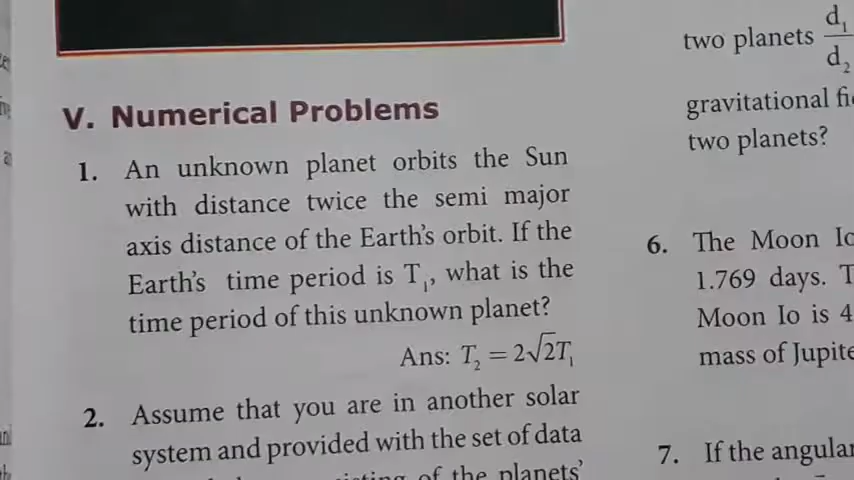 V. Numerical Problems
1. An unknown planet orbits the Sun
with distance twice the semi major
axis distance of the Earth's orbit. If the
Earth's time period is T₁, what is the
time period of this unknown planet?
Ans: T₂ = 2√2T₁
2. Assume that you are in another solar
system and provided with the set of data
of the planets'
two planets d₁/d₂
gravitational
two planets?
6. The Moon Io
1.769 days.
Moon Io is 4
mass of Jupite
7. If the angular